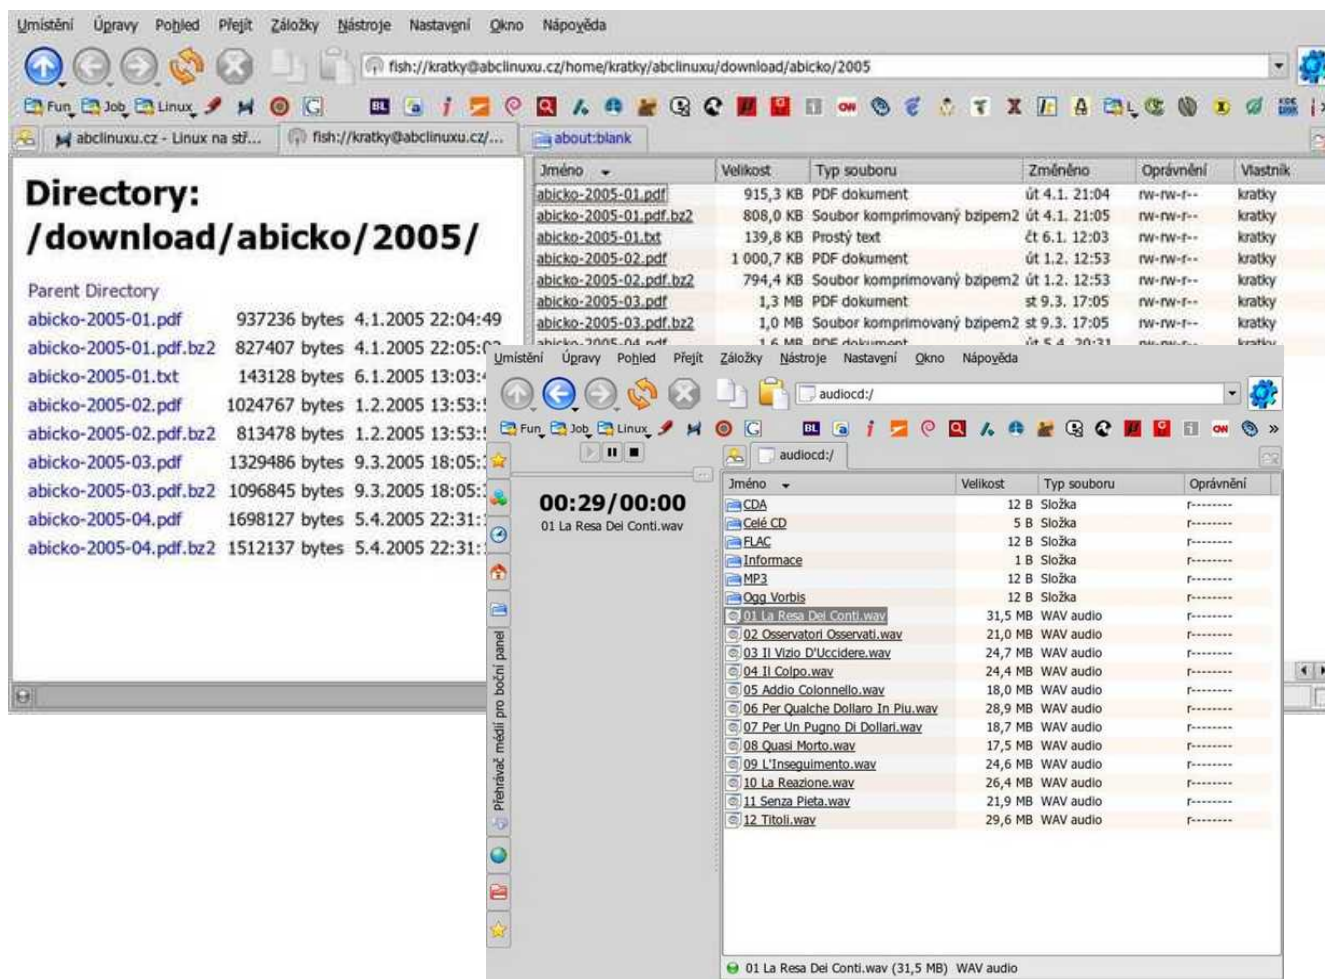 Umístění Úpravy Pohled Přejít Záložky Nástroje Nastavení Okno Nápověda
fish://kratky@abclinuxu.cz/home/kratky/abclinuxu/download/abicko/2005
Fun Job Linux BL
abclinuxu.cz - Linux na stř... fish://kratky@abclinuxu.cz/... about:blank
Directory:
/download/abicko/2005/
Parent Directory
abicko-2005-01.pdf 937236 bytes 4.1.2005 22:04:49
abicko-2005-01.pdf.bz2 827407 bytes 4.1.2005
abicko-2005-01.txt 143128 bytes 6.1.2005
abicko-2005-02.pdf 1024767 bytes 1.2.2005
abicko-2005-02.pdf.bz2 813478 bytes 1.2.2005
abicko-2005-03.pdf 1329486 bytes 9.3.2005
abicko-2005-03.pdf.bz2 1096845 bytes 9.3.2005
abicko-2005-04.pdf 1698127 bytes 5.4.2005
abicko-2005-04.pdf.bz2 1512137 bytes 5.4.2005
Jméno Velikost Typ souboru Změněno Oprávnění Vlastník
abicko-2005-01.pdf 915,3 KB PDF dokument út 4.1. 21:04 rw-rw-r-- kratky
abicko-2005-01.pdf.bz2 808,0 KB Soubor komprimovaný bzipem2 út 4.1. 21:05 rw-rw-r-- kratky
abicko-2005-01.txt 139,8 KB Prostý text čt 6.1. 12:03 rw-rw-r-- kratky
abicko-2005-02.pdf 1 000,7 KB PDF dokument út 1.2. 12:53 rw-rw-r-- kratky
abicko-2005-02.pdf.bz2 794,4 KB Soubor komprimovaný bzipem2 út 1.2. 12:53 rw-rw-r-- kratky
abicko-2005-03.pdf 1,3 MB PDF dokument st 9.3. 17:05 rw-rw-r-- kratky
abicko-2005-03.pdf.bz2 1,0 MB Soubor komprimovaný bzipem2 st 9.3. 17:05 rw-rw-r-- kratky
abicko-2005-04.pdf 1,6 MB PDF dokument út 5.4. 20:31 rw-rw-r-- kratky
Umístění Úpravy Pohled Přejít Záložky Nástroje Nastavení Okno Nápověda
audiocd:/
Fun Job Linux BL
audiocd:/
00:29/00:00
01 La Resa Dei Conti.wav
Přehrávač médií pro boční panel
Jméno Velikost Typ souboru Oprávnění
CDA 12 B Složka r--------
Celé CD 5 B Složka r--------
FLAC 12 B Složka r--------
Informace 1 B Složka r--------
MP3 12 B Složka r--------
Ogg Vorbis 12 B Složka r--------
01 La Resa Dei Conti.wav 31,5 MB WAV audio r--------
02 Osservatori Osservati.wav 21,0 MB WAV audio r--------
03 Il Vizio D'Uccidere.wav 24,7 MB WAV audio r--------
04 Il Colpo.wav 24,4 MB WAV audio r--------
05 Addio Colonnello.wav 18,0 MB WAV audio r--------
06 Per Qualche Dollaro In Piu.wav 28,9 MB WAV audio r--------
07 Per Un Pugno Di Dollari.wav 18,7 MB WAV audio r--------
08 Quasi Morto.wav 17,5 MB WAV audio r--------
09 L'Inseguimento.wav 24,6 MB WAV audio r--------
10 La Reazione.wav 26,4 MB WAV audio r--------
11 Senza Pieta.wav 21,9 MB WAV audio r--------
12 Titoli.wav 29,6 MB WAV audio r--------
01 La Resa Dei Conti.wav (31,5 MB) WAV audio